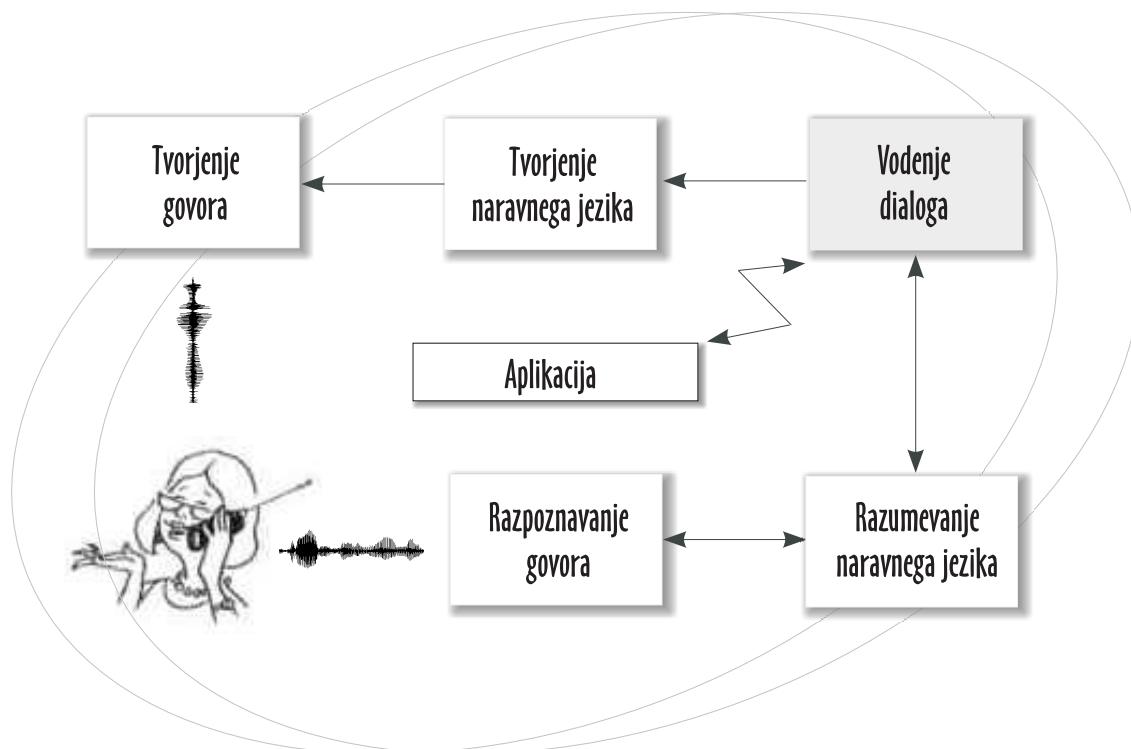 Tvorjenje
govora
Tvorjenje
naravnega jezika
Vodenje
dialoga
Aplikacija
Razpoznavanje
govora
Razumevanje
naravnega jezika